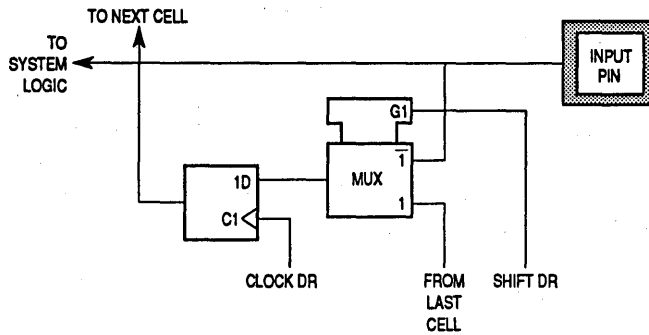 TO NEXT CELL
TO
SYSTEM
LOGIC
INPUT
PIN
G1
1
MUX
1
1D
C1
CLOCK DR
FROM
LAST
CELL
SHIFT DR